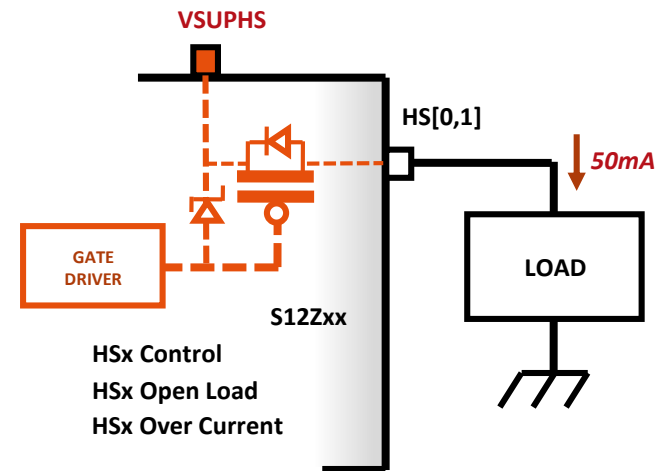 VSUPHS
HS[0,1]
50mA
GATE
DRIVER
LOAD
S12Zxx
HSx Control
HSx Open Load
HSx Over Current